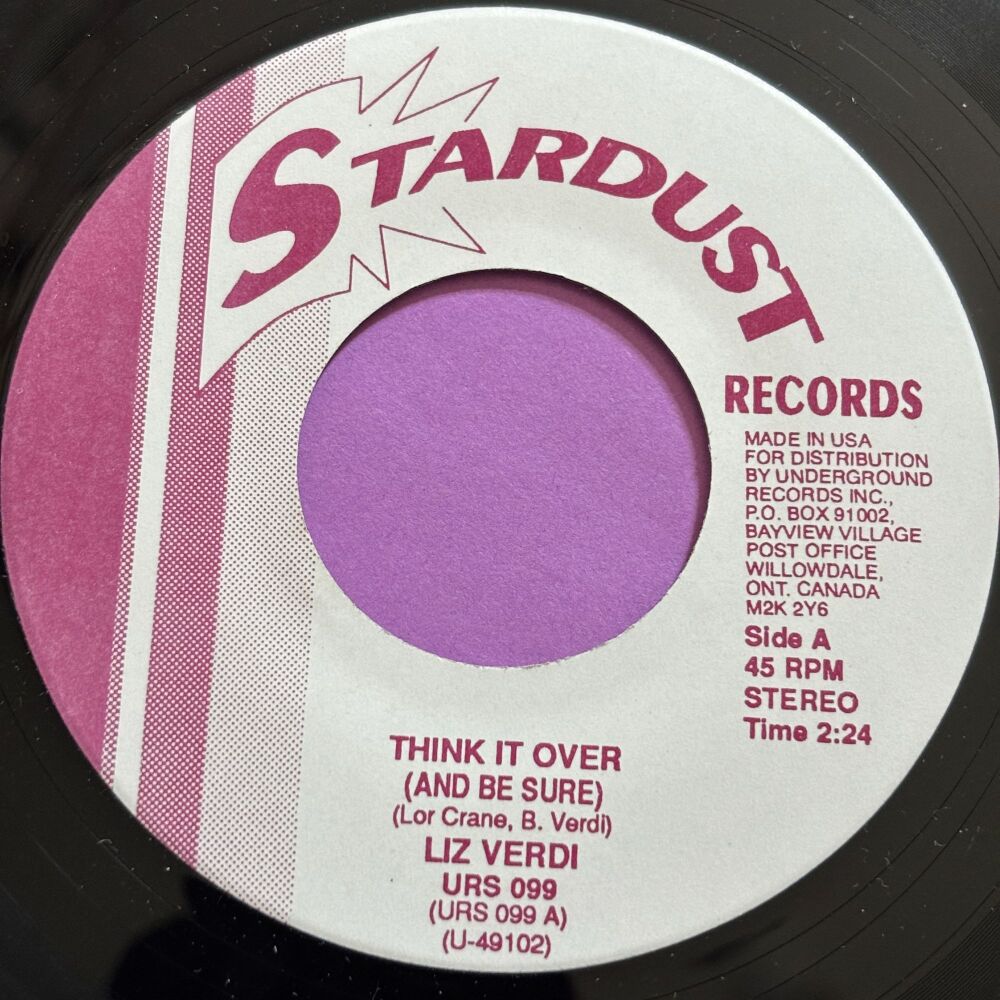 STARDUST
RECORDS
MADE IN USA
FOR DISTRIBUTION
BY UNDERGROUND
RECORDS INC.,
P.O. BOX 91002,
BAYVIEW VILLAGE
POST OFFICE
WILLOWDALE,
ONT. CANADA
M2K 2Y6
Side A
45 RPM
STEREO
Time 2:24
THINK IT OVER
(AND BE SURE)
(Lor Crane, B. Verdi)
LIZ VERDI
URS 099
(URS 099 A)
(U-49102)